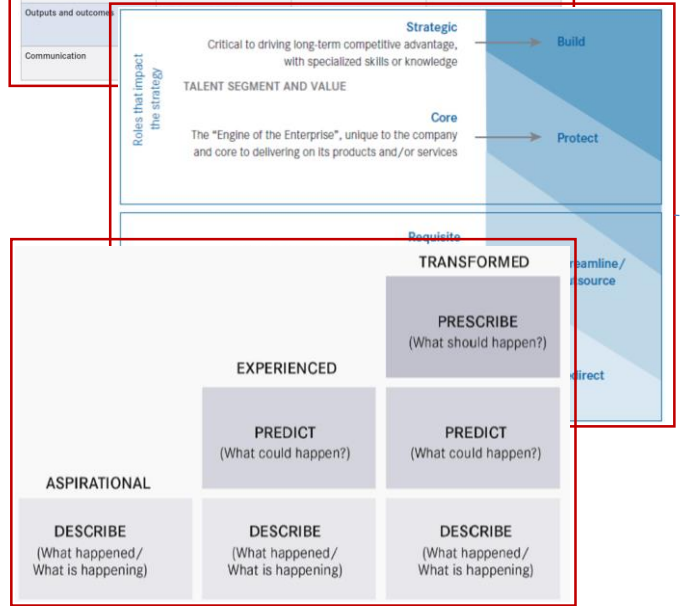 Outputs and outcomes
Communication
Roles that impact
the strategy
Strategic
Critical to driving long-term competitive advantage,
with specialized skills or knowledge
Build
TALENT SEGMENT AND VALUE
Core
The “Engine of the Enterprise”, unique to the company
and core to delivering on its products and/or services
Protect
Requisite
reamline/
source
direct
TRANSFORMED
PRESCRIBE
(What should happen?)
EXPERIENCED
PREDICT
(What could happen?)
PREDICT
(What could happen?)
ASPIRATIONAL
DESCRIBE
(What happened/
What is happening)
DESCRIBE
(What happened/
What is happening)
DESCRIBE
(What happened/
What is happening)